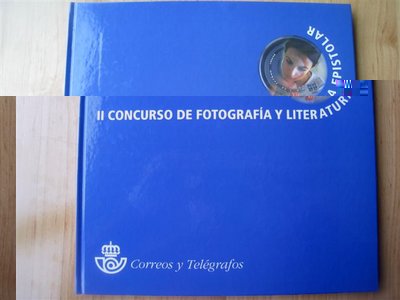 II CONCURSO DE FOTOGRAFÍA Y LITERATURA EPISTOLAR
Correos y Telégrafos